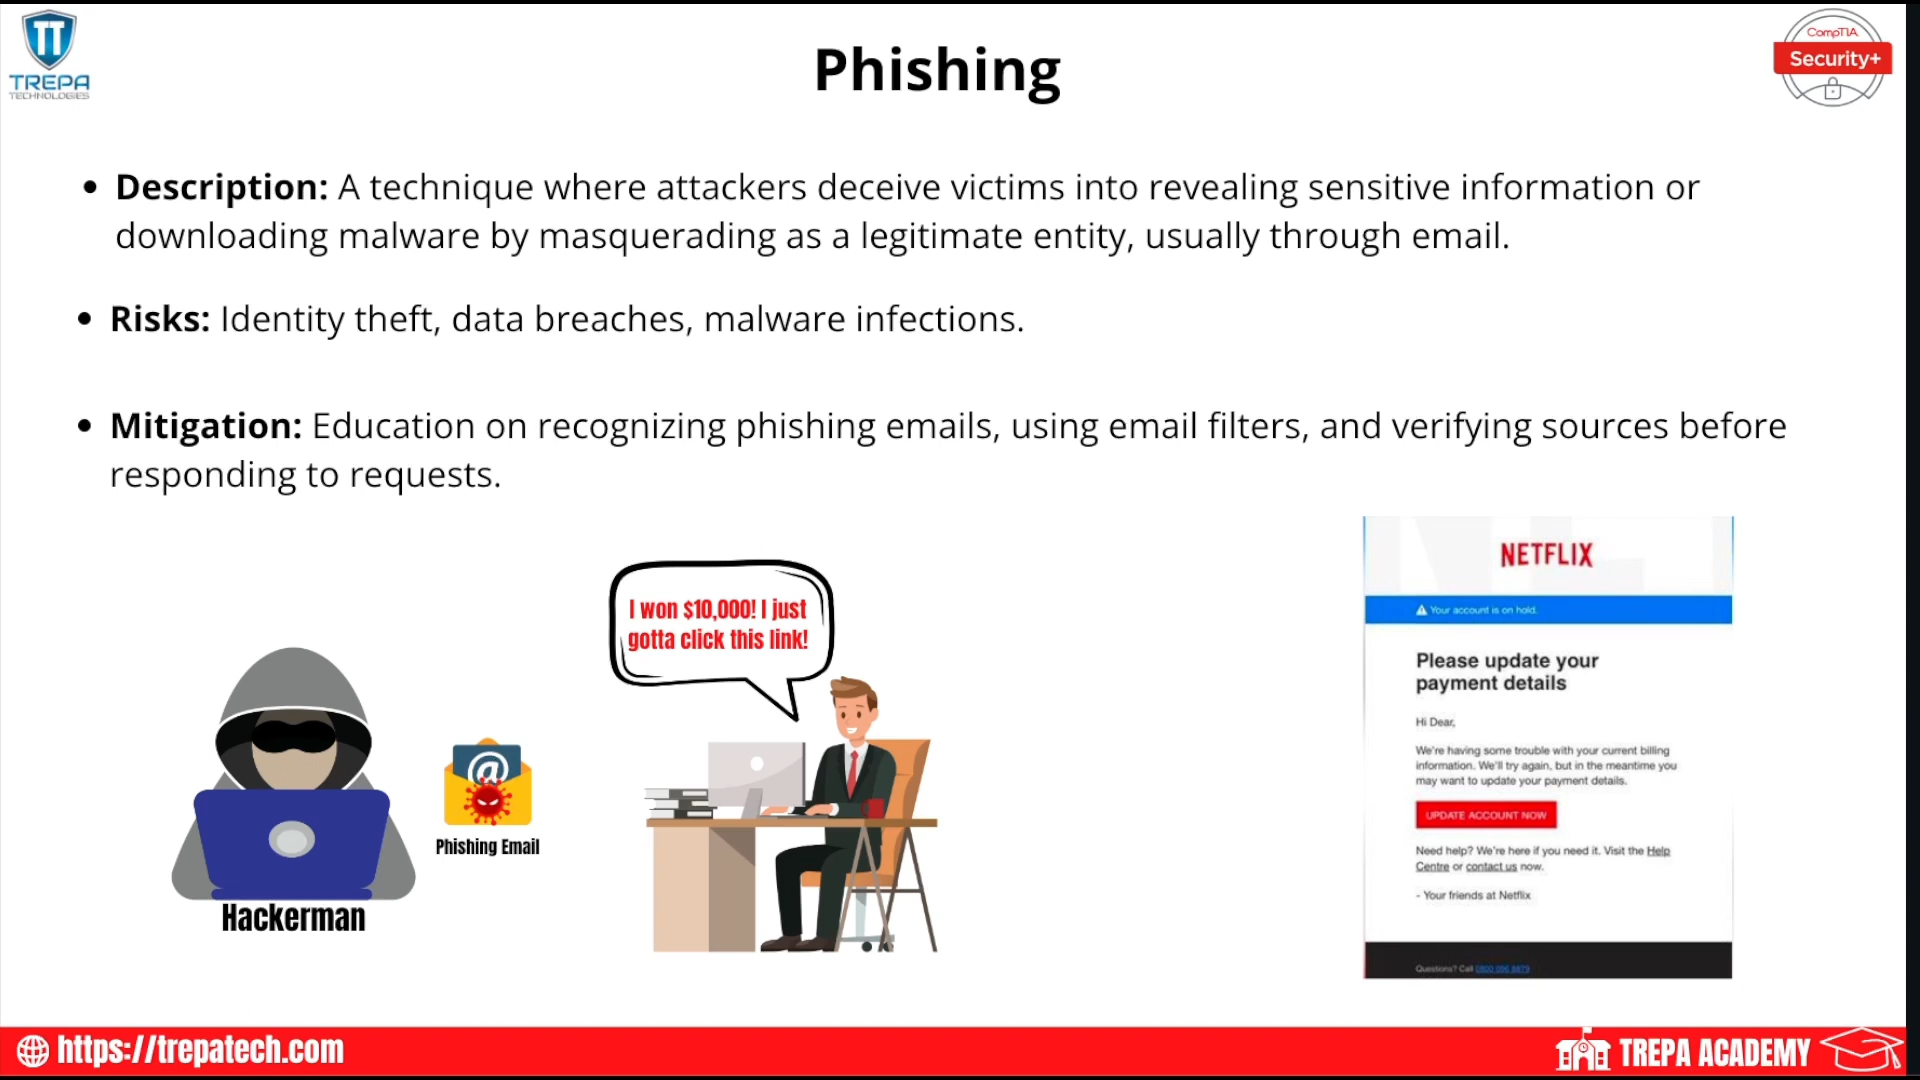 TREPA
TECHNOLOGIES
Phishing
CompTIA
Security+
• Description: A technique where attackers deceive victims into revealing sensitive information or
downloading malware by masquerading as a legitimate entity, usually through email.
• Risks: Identity theft, data breaches, malware infections.
• Mitigation: Education on recognizing phishing emails, using email filters, and verifying sources before
responding to requests.
I won $10,000! I just
gotta click this link!
Phishing Email
Hackerman
NETFLIX
Your account is on hold.
Please update your
payment details
Hi Dear,
We're having some trouble with your current billing
information. We'll try again, but in the meantime you
may want to update your payment details.
UPDATE ACCOUNT NOW
Need help? We're here if you need it. Visit the Help
Centre or contact us now.
- Your friends at Netflix
Questions? Call
https://trepatech.com
TREPA ACADEMY